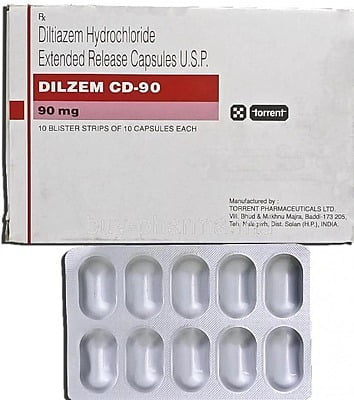 Rx
Diltiazem Hydrochloride
Extended Release Capsules U.S.P.
DILZEM CD-90
90 mg
torrent
10 BLISTER STRIPS OF 10 CAPSULES EACH
Manufactured by :
TORRENT PHARMACEUTICALS LTD.
Vill. Bhud & Makhnu Majra, Baddi-173 205,
Teh. Nalagarh, Dist. Solan (H.P.), INDIA.